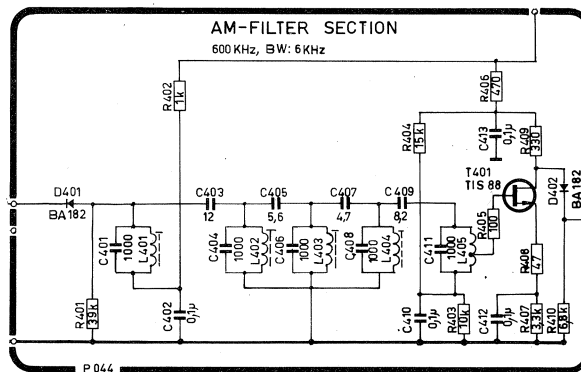 AM-FILTER SECTION
600 KHz, BW: 6KHz
R402
1k
R406
470
R404
15k
C413
0,1µ
R409
330
T401
TIS 88
D402
BA182
D401
BA182
C403
12
C405
5,6
C407
4,7
C409
8,2
R405
100
C401
1000
L401
C404
1000
L402
C406
1000
L403
C408
1000
L404
C411
1000
L405
R408
47
R401
39k
C402
0,1µ
C410
0,1µ
R403
10k
C412
0,1µ
R407
3,3k
R410
6,8k
P044